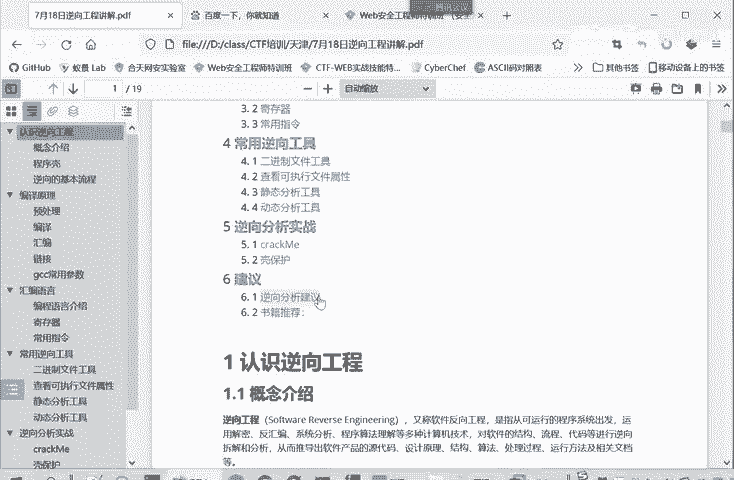 腾讯会议
7月18日逆向工程讲解.pdf
百度一下，你就知道
Web安全工程师特训班
file:///D:/class/CTF培训/天津/7月18日逆向工程讲解.pdf
GitHub
蚁景 Lab
合天网安实验室
Web安全工程师特训班
CTF-WEB实战技能特...
CyberChef
ASCII码对照表
其他书签
移动设备上的书签
1 / 19
自动缩放
认识逆向工程
概念介绍
程序壳
逆向的基本流程
编译原理
预处理
编译
汇编
链接
gcc常用参数
汇编语言
编程语言介绍
寄存器
常用指令
常用逆向工具
二进制文件工具
查看可执行文件属性
静态分析工具
动态分析工具
逆向分析实战
crackMe
壳保护
3. 2 寄存器
3. 3 常用指令
4 常用逆向工具
4. 1 二进制文件工具
4. 2 查看可执行文件属性
4. 3 静态分析工具
4. 4 动态分析工具
5 逆向分析实战
5. 1 crackMe
5. 2 壳保护
6 建议
6. 1 逆向分析建议
6. 2 书籍推荐：
1 认识逆向工程
1.1 概念介绍
逆向工程（Software Reverse Engineering），又称软件反向工程，是指从可运行的程序系统出发，运
用解密、反汇编、系统分析、程序算法理解等多种计算机技术，对软件的结构、流程、代码等进行逆向
拆解和分析，从而推导出软件产品的源代码、设计原理、结构、算法、处理过程、运行方法及相关文档
等。